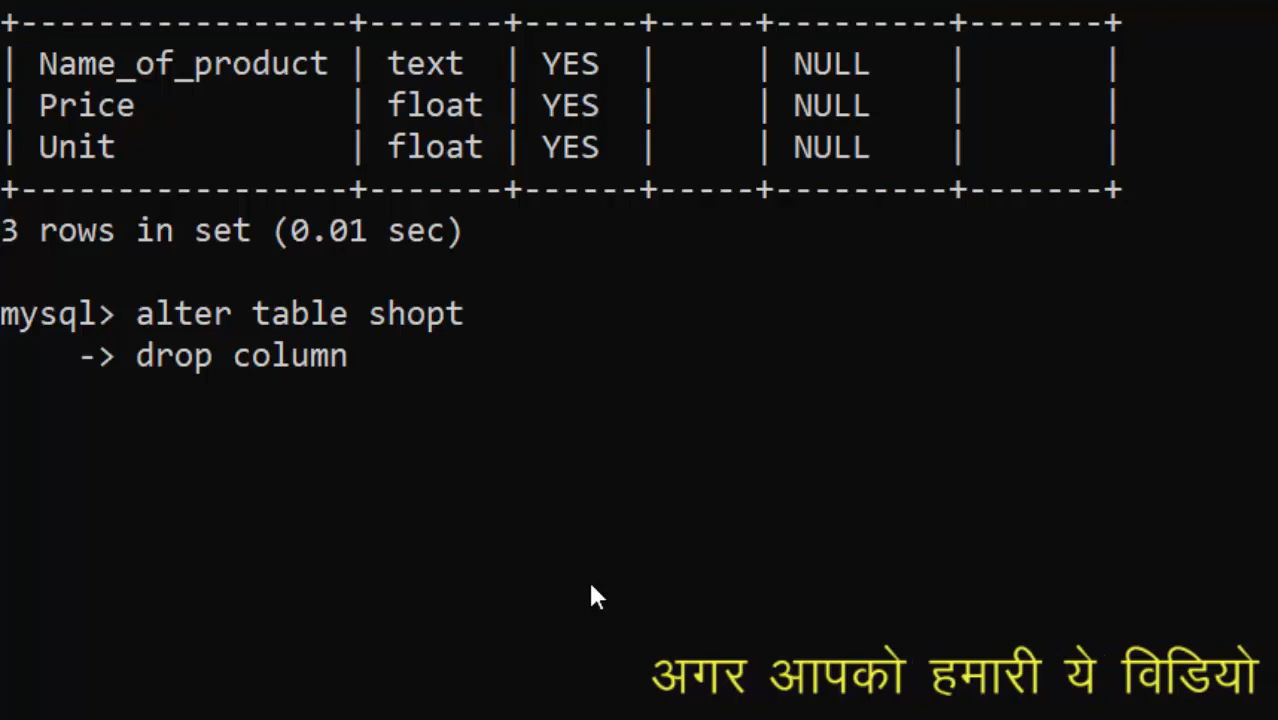 +-----------------+-------+------+-----+---------+-------+
| Name_of_product | text  | YES  |     | NULL    |       |
| Price           | float | YES  |     | NULL    |       |
| Unit            | float | YES  |     | NULL    |       |
+-----------------+-------+------+-----+---------+-------+
3 rows in set (0.01 sec)
mysql> alter table shopt
    -> drop column
अगर आपको हमारी ये विडियो